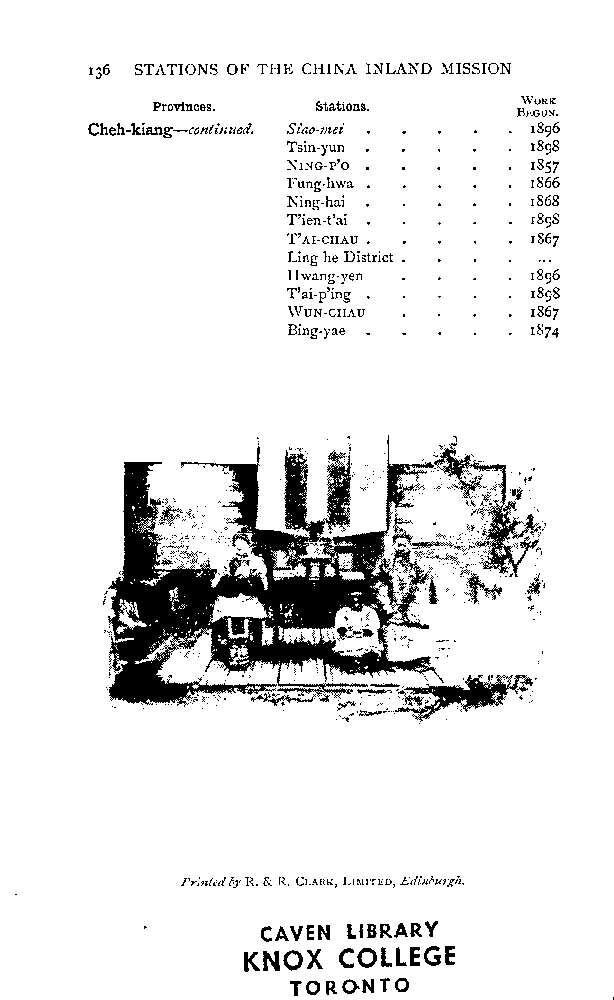 136 STATIONS OF THE CHINA INLAND MISSION
Provinces. Stations. WORK BEGUN.
Cheh-kiang—continued. Siao-mei . . . . . 1896
Tsin-yun . . . . . 1898
NING-P'O . . . . . 1857
Fung-hwa . . . . . 1866
Ning-hai . . . . . 1868
T'ien-t'ai . . . . . 1898
T'AI-CHAU . . . . . 1867
Ling he District . . . . ...
Hwang-yen . . . . 1896
T'ai-p'ing . . . . . 1898
WUN-CHAU . . . . 1867
Bing-yae . . . . . 1874
Printed by R. & R. CLARK, LIMITED, Edinburgh.
CAVEN LIBRARY
KNOX COLLEGE
TORONTO